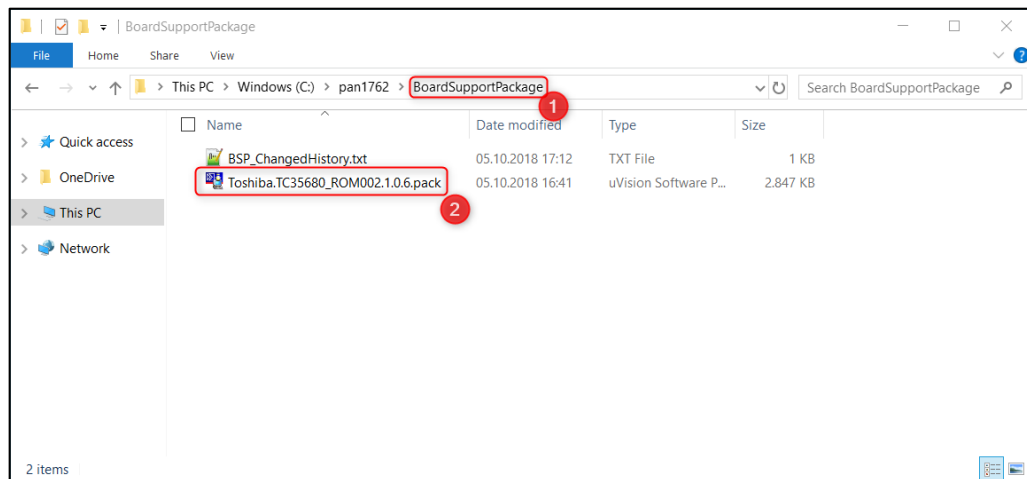 BoardSupportPackage
File Home Share View
This PC > Windows (C:) > pan1762 > BoardSupportPackage
Search BoardSupportPackage
1
Name Date modified Type Size
Quick access
BSP_ChangedHistory.txt 05.10.2018 17:12 TXT File 1 KB
OneDrive
Toshiba.TC35680_ROM002.1.0.6.pack 05.10.2018 16:41 uVision Software P... 2.847 KB
2
This PC
Network
2 items